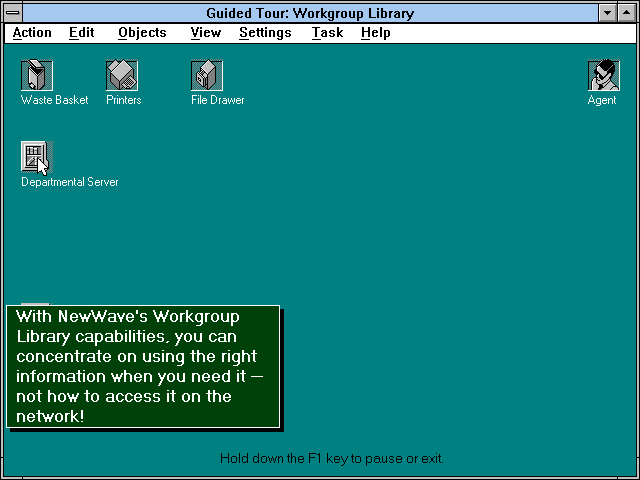 Guided Tour: Workgroup Library
Action Edit Objects View Settings Task Help
Waste Basket Printers File Drawer Agent
Departmental Server
With NewWave's Workgroup
Library capabilities, you can
concentrate on using the right
information when you need it —
not how to access it on the
network!
Hold down the F1 key to pause or exit.